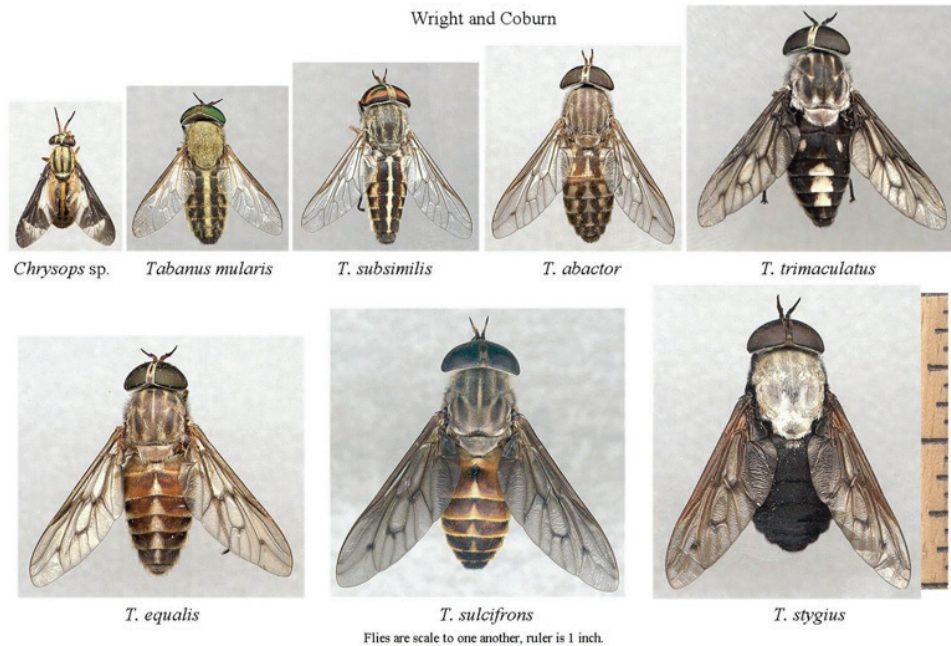 Wright and Coburn
Chrysops sp.
Tabanus mularis
T. subsimilis
T. abactor
T. trimaculatus
T. equalis
T. sulcifrons
T. stygius
Flies are scale to one another, ruler is 1 inch.